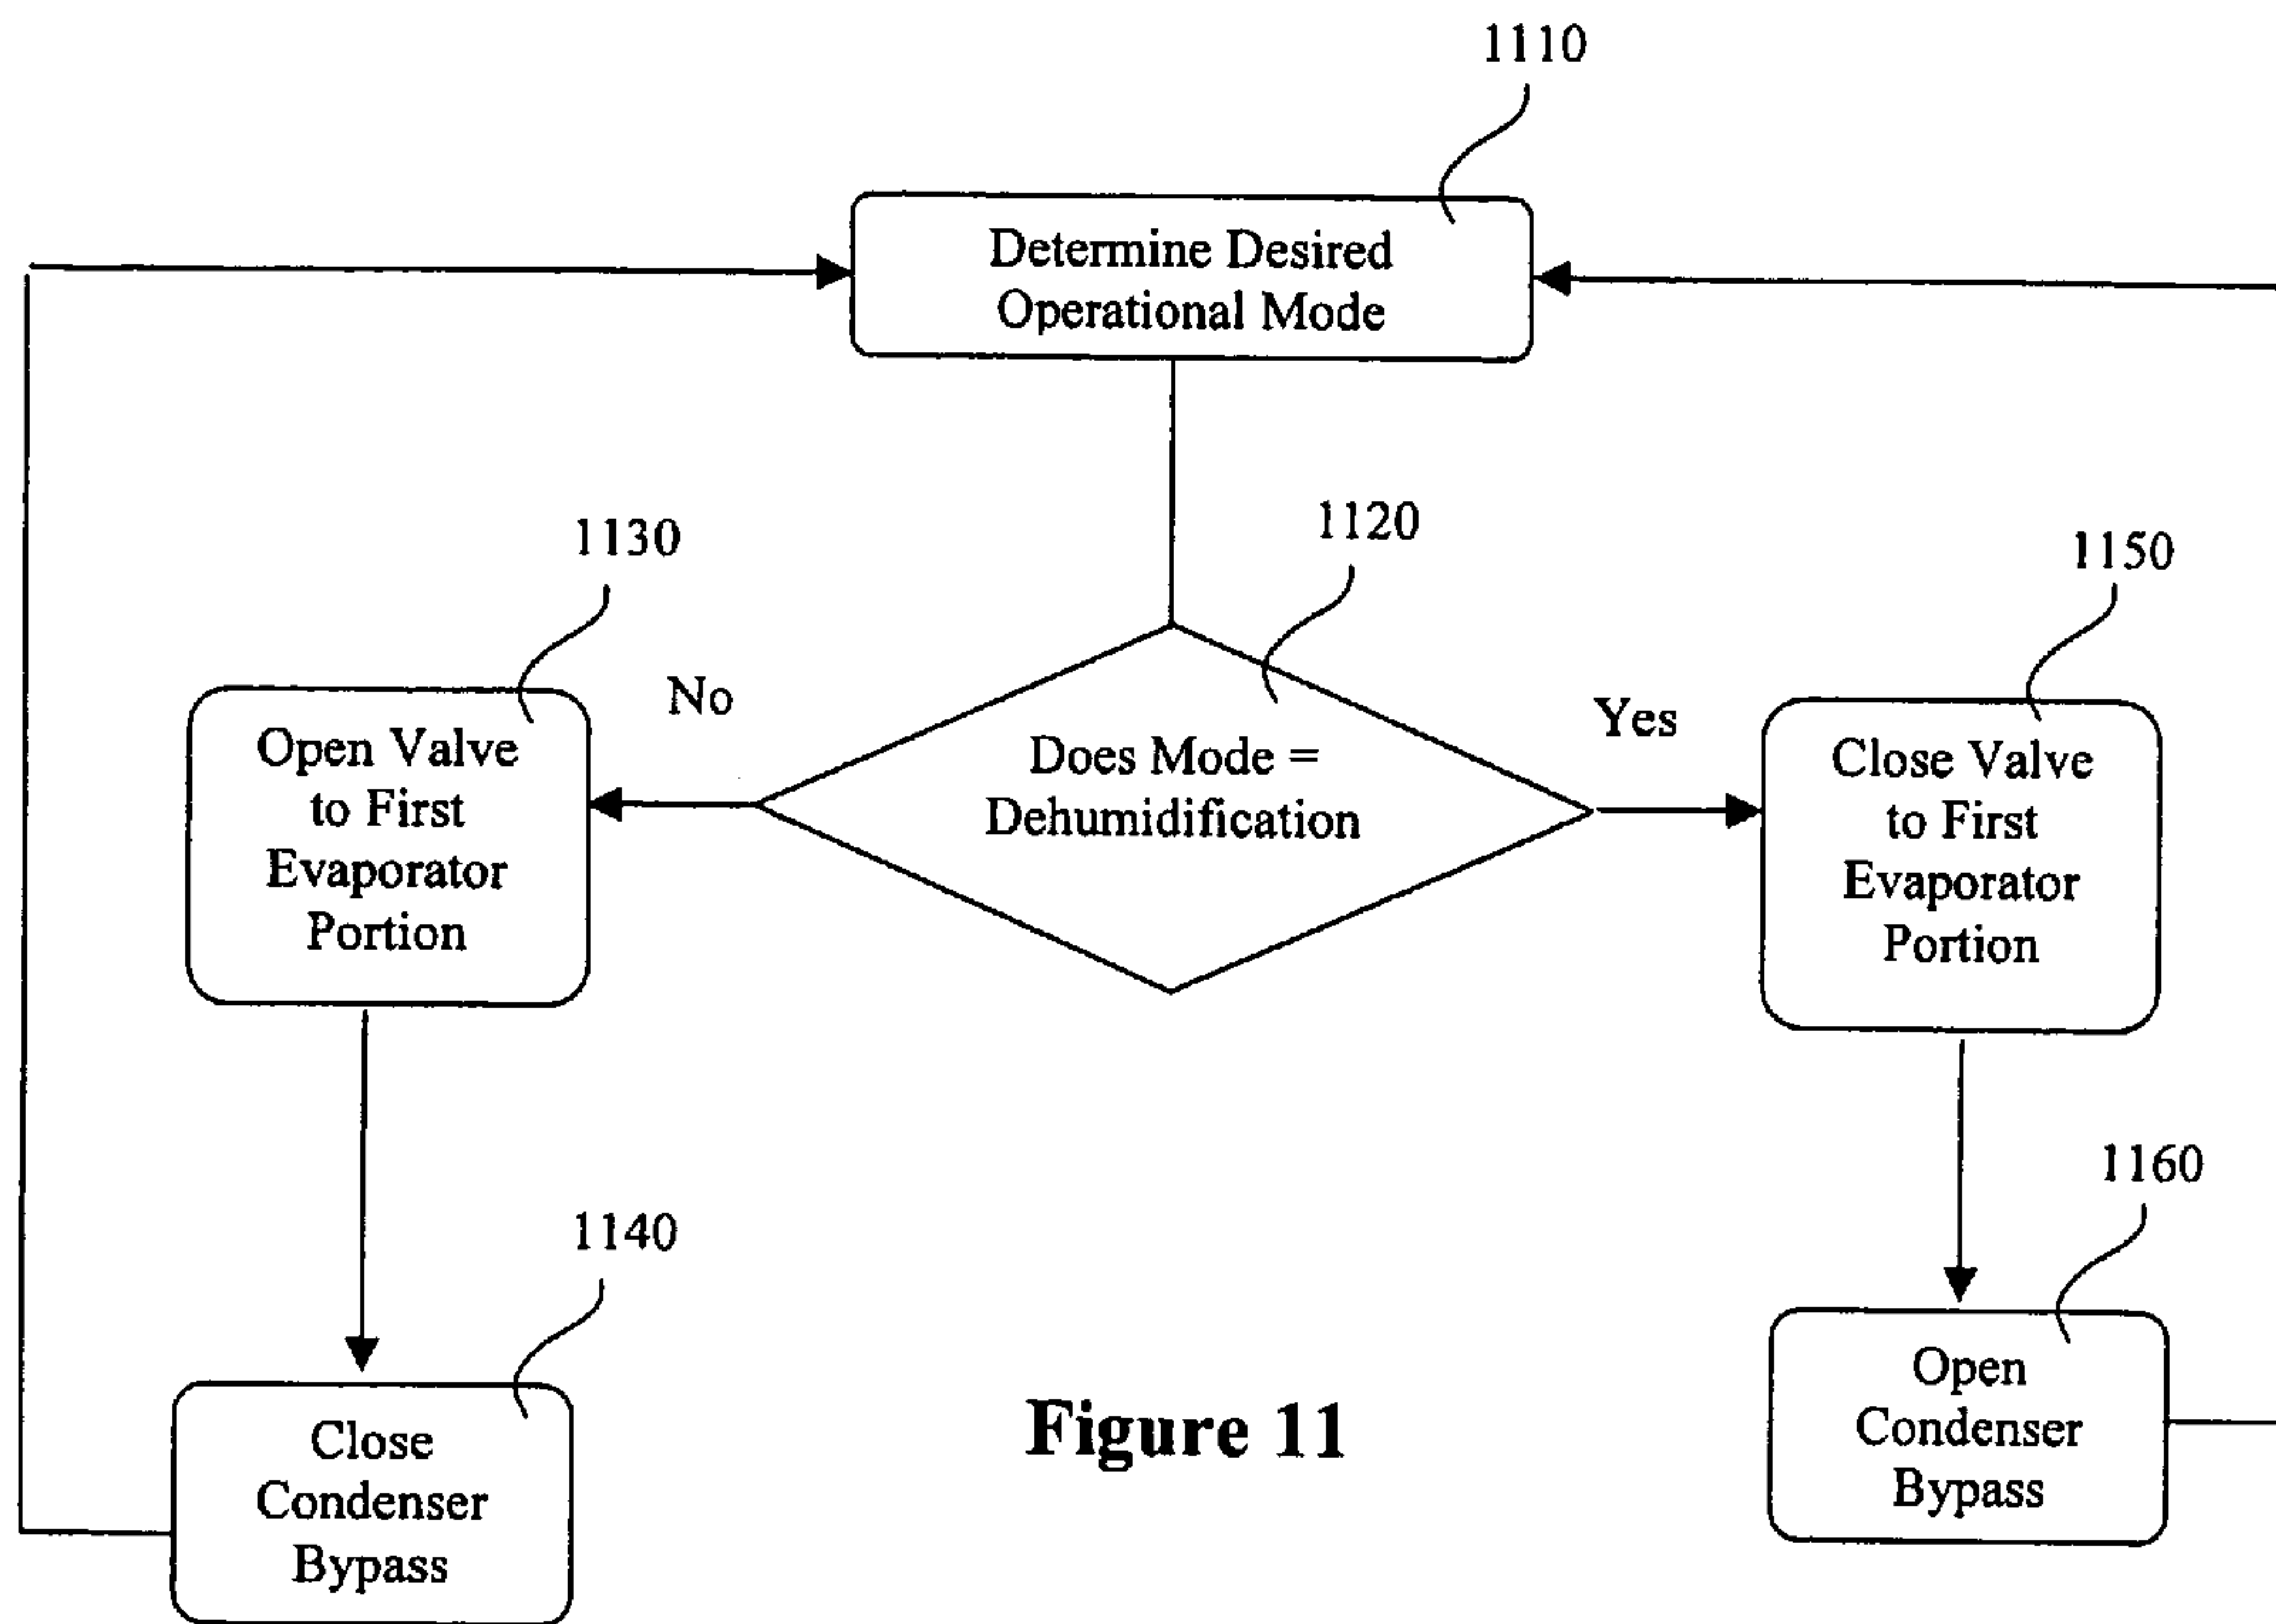 1110
Determine Desired
Operational Mode
1120
1130
1150
No
Yes
Open Valve
to First
Evaporator
Portion
Does Mode =
Dehumidification
Close Valve
to First
Evaporator
Portion
1140
1160
Close
Condenser
Bypass
Open
Condenser
Bypass
Figure 11